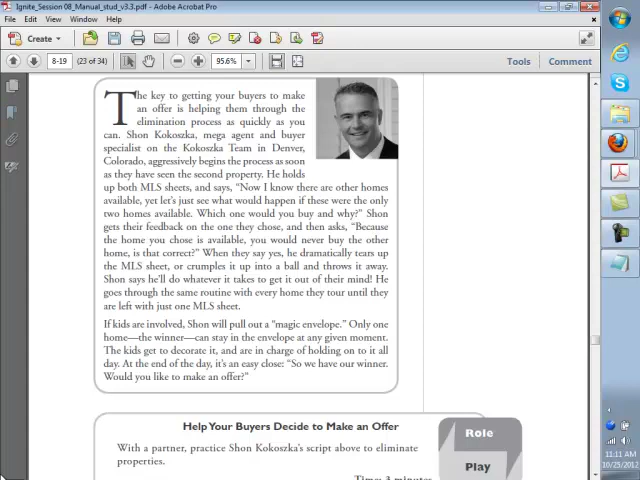 Ignite_Session 08_Manual_stud_v3.3.pdf - Adobe Acrobat Pro
File Edit View Window Help
Create
8-19 (23 of 34) 95.6% Tools Comment
The key to getting your buyers to make
an offer is helping them through the
elimination process as quickly as you
can. Shon Kokoszka, mega agent and buyer
specialist on the Kokoszka Team in Denver,
Colorado, aggressively begins the process as soon
as they have seen the second property. He holds
up both MLS sheets, and says, “Now I know there are other homes
available, yet let’s just see what would happen if these were the only
two homes available. Which one would you buy and why?” Shon
gets their feedback on the one they chose, and then asks, “Because
the home you chose is available, you would never buy the other
home, is that correct?” When they say yes, he dramatically tears up
the MLS sheet, or crumples it up into a ball and throws it away.
Shon says he’ll do whatever it takes to get it out of their mind! He
goes through the same routine with every home they tour until they
are left with just one MLS sheet.
If kids are involved, Shon will pull out a “magic envelope.” Only one
home—the winner—can stay in the envelope at any given moment.
The kids get to decorate it, and are in charge of holding on to it all
day. At the end of the day, it’s an easy close: “So we have our winner.
Would you like to make an offer?”
Help Your Buyers Decide to Make an Offer
With a partner, practice Shon Kokoszka’s script above to eliminate
properties.
Time: 3 minutes
Role
Play
11:11 AM
10/25/2012